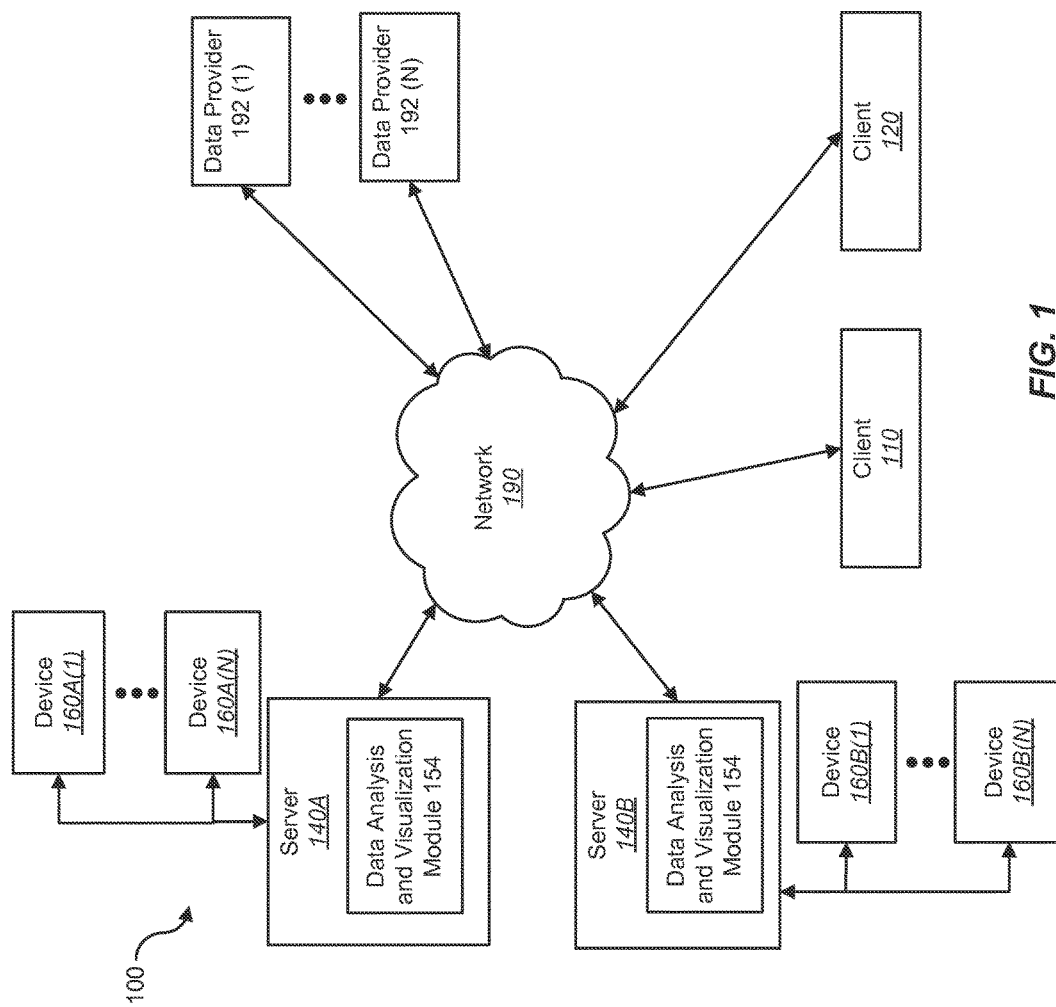 100
Device
160A(1)
Device
160A(N)
Server
140A
Data Analysis
and Visualization
Module 154
Server
140B
Data Analysis
and Visualization
Module 154
Device
160B(1)
Device
160B(N)
Network
190
Data Provider
192 (1)
Data Provider
192 (N)
Client
110
Client
120
FIG. 1